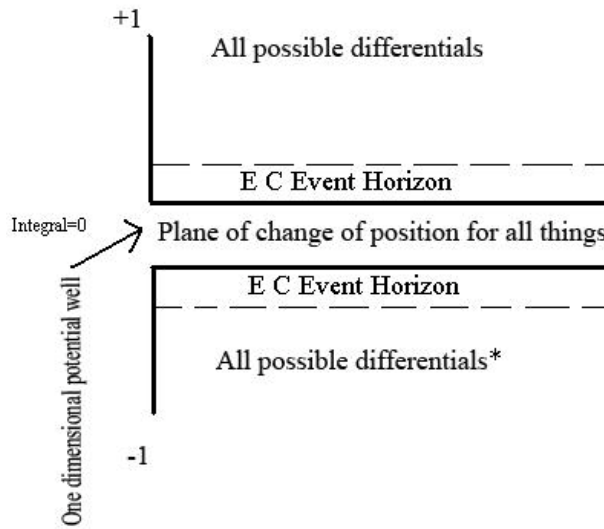 +1
All possible differentials
E C Event Horizon
Integral=0
Plane of change of position for all things
E C Event Horizon
All possible differentials*
-1
One dimensional potential well